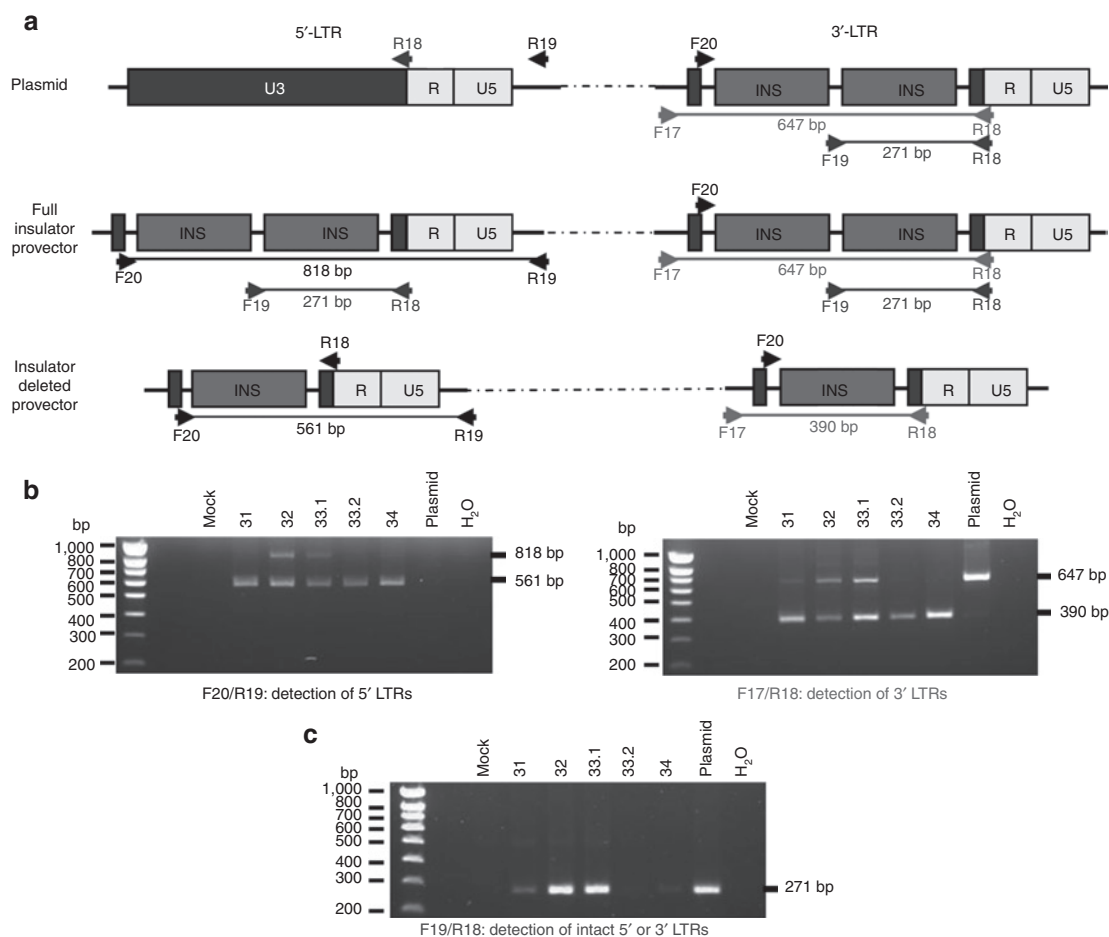 a
5′-LTR
3′-LTR
R18
R19
F20
Plasmid
U3
R
U5
INS
INS
R
U5
F17
647 bp
R18
F19
271 bp
R18
Full
insulator
provector
F20
INS
INS
R
U5
INS
INS
R
U5
F20
818 bp
R19
F17
647 bp
R18
F19
271 bp
R18
F19
271 bp
R18
Insulator
deleted
provector
R18
F20
INS
R
U5
INS
R
U5
F20
561 bp
R19
F17
390 bp
R18
b
bp
Mock
31
32
33.1
33.2
34
Plasmid
H2O
1,000
800
700
600
500
400
300
200
818 bp
561 bp
F20/R19: detection of 5′ LTRs
bp
Mock
31
32
33.1
33.2
34
Plasmid
H2O
1,000
800
700
600
500
400
300
200
647 bp
390 bp
F17/R18: detection of 3′ LTRs
c
bp
Mock
31
32
33.1
33.2
34
Plasmid
H2O
1,000
800
700
600
500
400
300
200
271 bp
F19/R18: detection of intact 5′ or 3′ LTRs